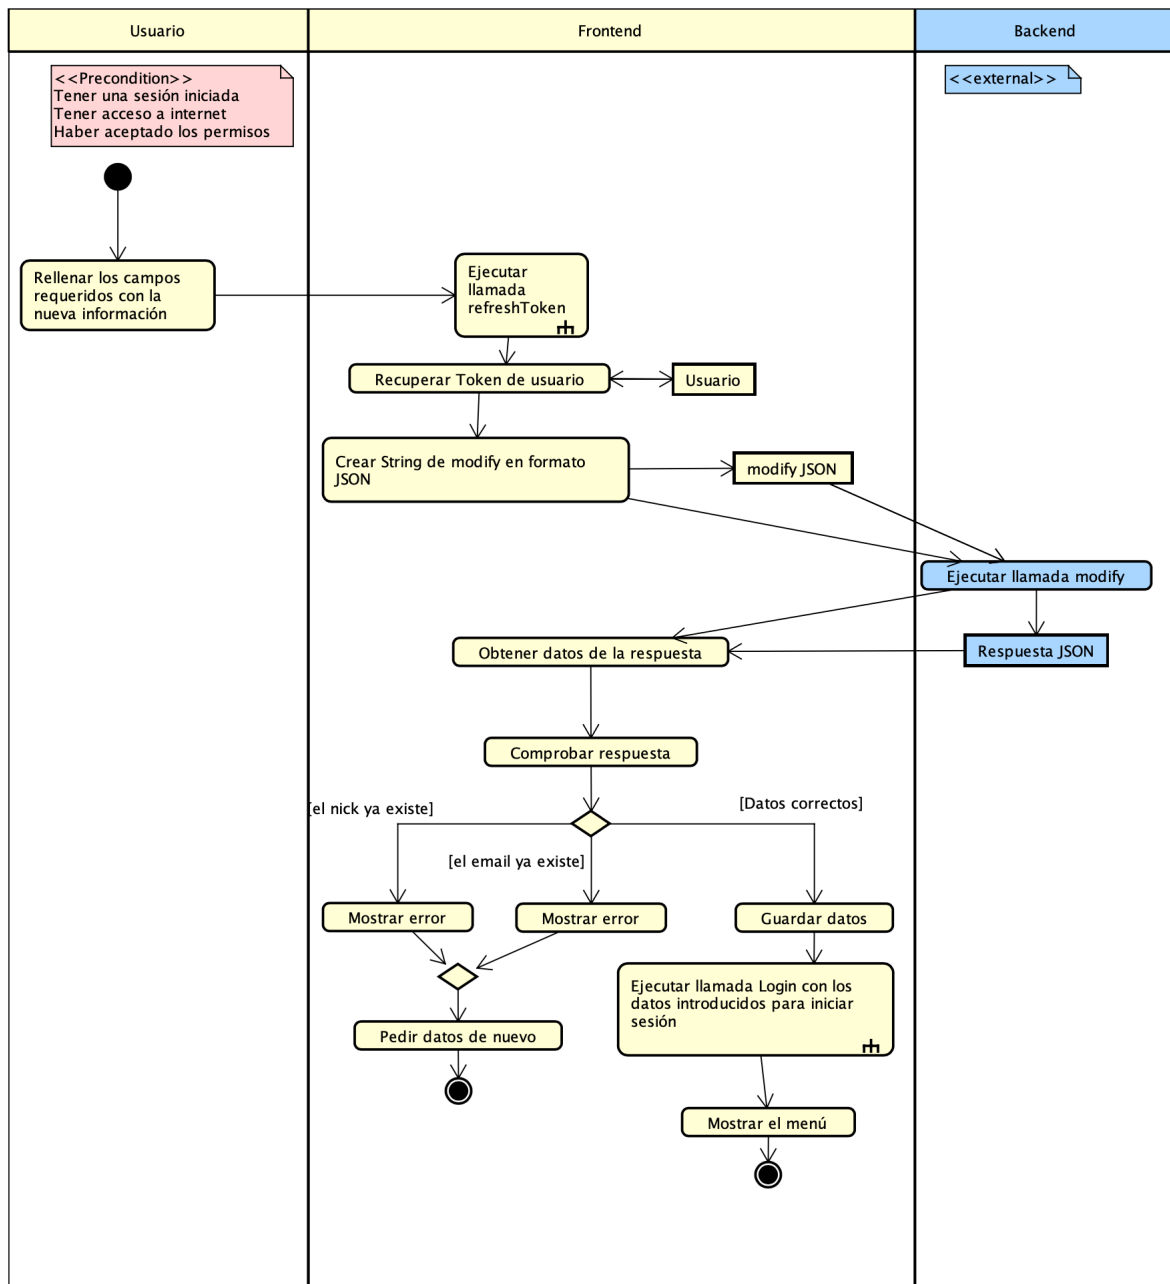 Usuario
Frontend
Backend
<<Precondition>>
Tener una sesión iniciada
Tener acceso a internet
Haber aceptado los permisos
<<external>>
Rellenar los campos
requeridos con la
nueva información
Ejecutar
llamada
refreshToken
Recuperar Token de usuario
Usuario
Crear String de modify en formato
JSON
modify JSON
Ejecutar llamada modify
Obtener datos de la respuesta
Respuesta JSON
Comprobar respuesta
[el nick ya existe]
[Datos correctos]
[el email ya existe]
Mostrar error
Mostrar error
Guardar datos
Ejecutar llamada Login con los
datos introducidos para iniciar
sesión
Pedir datos de nuevo
Mostrar el menú